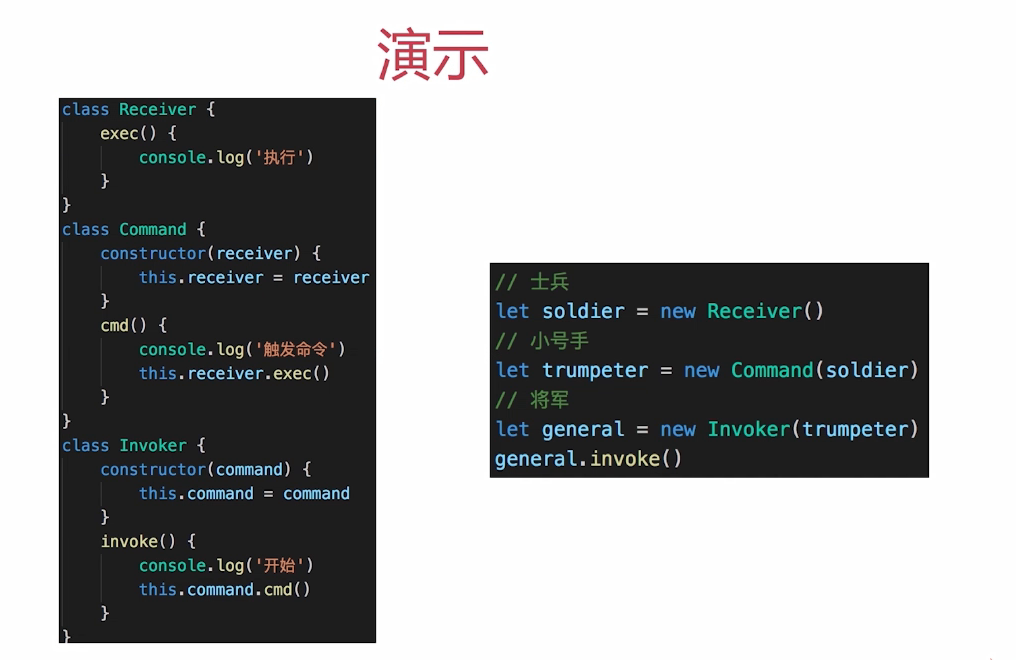 演示
class Receiver {
    exec() {
        console.log('执行')
    }
}
class Command {
    constructor(receiver) {
        this.receiver = receiver
    }
    cmd() {
        console.log('触发命令')
        this.receiver.exec()
    }
}
class Invoker {
    constructor(command) {
        this.command = command
    }
    invoke() {
        console.log('开始')
        this.command.cmd()
    }
}
// 士兵
let soldier = new Receiver()
// 小号手
let trumpeter = new Command(soldier)
// 将军
let general = new Invoker(trumpeter)
general.invoke()